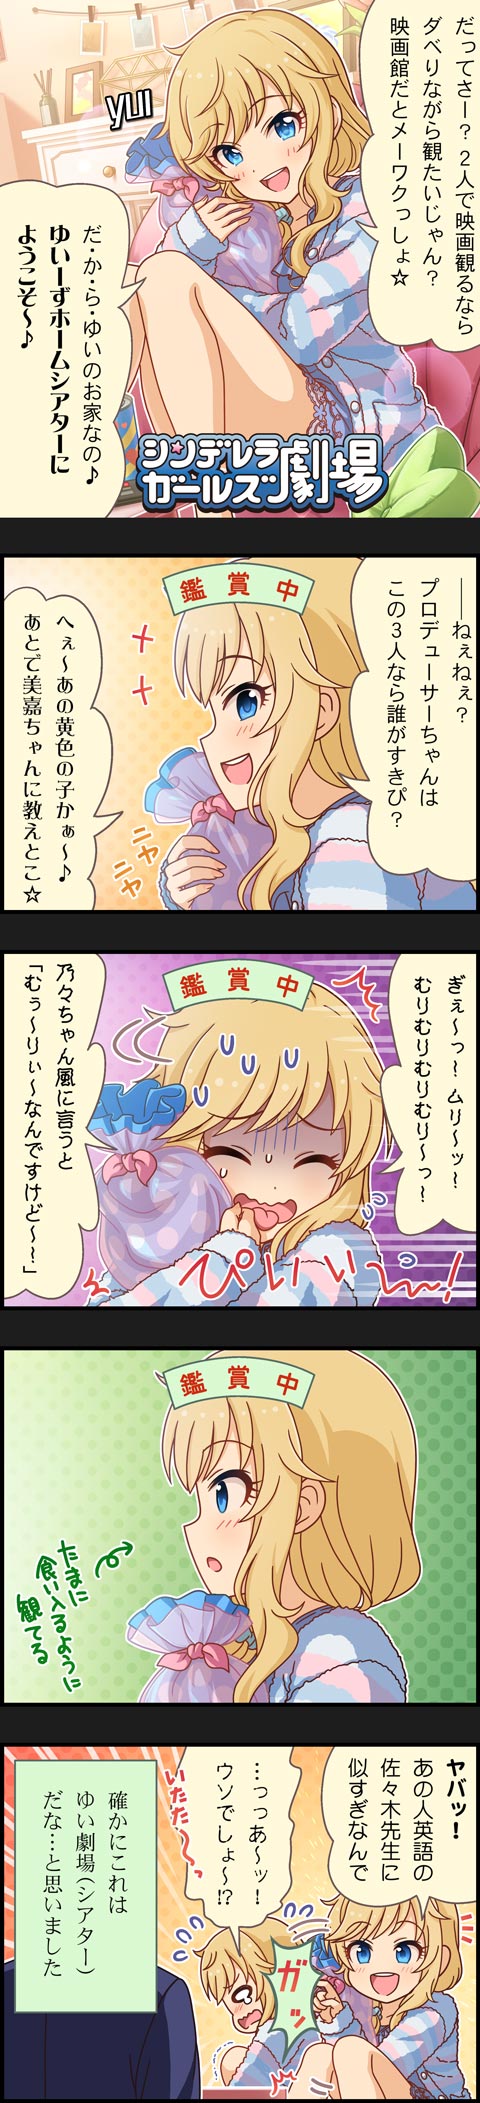 だってさー?2人で映画観るなら
ダベりながら観たいじゃん?
映画館だとメーワクっしょ☆
YUI
だ・か・ら・ゆいのお家なの♪
ゆいーずホームシアターに
ようこそ〜♪
シンデレラ
ガールズ劇場
鑑賞中
──ねぇねぇ?
プロデューサーちゃんは
この3人なら誰がすきぴ?
へぇ〜あの黄色の子かぁ〜♪
あとで美嘉ちゃんに教えとこ☆
ニヤ
ニヤ
鑑賞中
ぎぇ〜っ〜ムリ〜ッ〜
むりむりむりむり〜っ〜
乃々ちゃん風に言うと
「むぅ〜りぃ〜なんですけど〜〜」
ぴいぃ〜!
鑑賞中
たまに
食い入るように
観てる
ヤバッ!
あの人英語の
佐々木先生に
似すぎなんで
…っっあ〜ッ!
ウソでしょ〜!?
いたた〜っ
ガッ
確かにこれは
ゆい劇場(シアター)
だな…と思いました